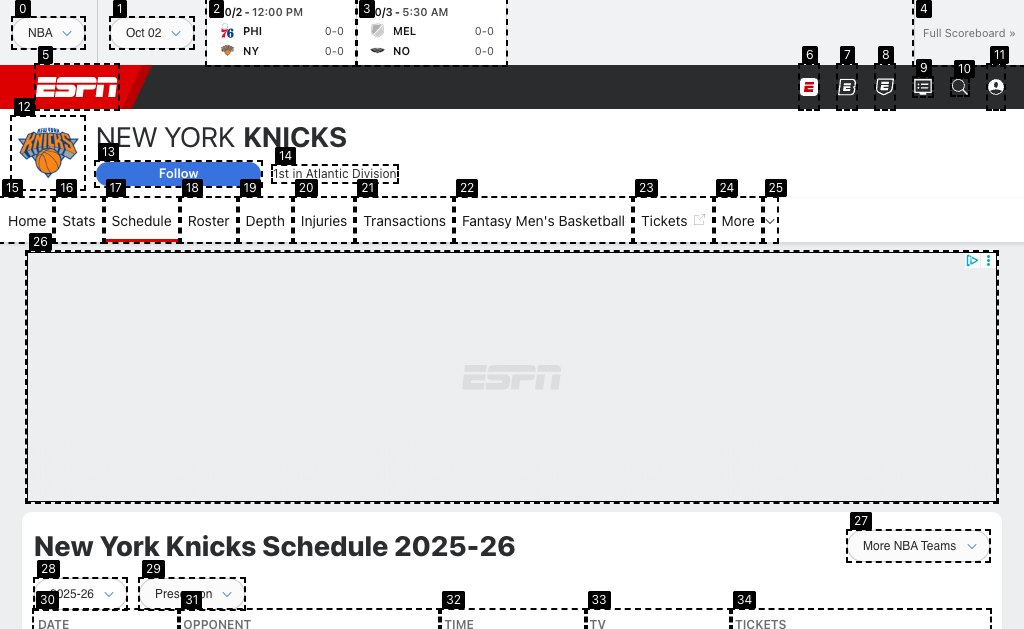 0
1
2
3
4
NBA
Oct 02
0/2 - 12:00 PM
PHI 0-0
NY 0-0
0/3 - 5:30 AM
MEL 0-0
NO 0-0
Full Scoreboard »
5
6
7
8
9
10
11
ESPN
12
KNICKS
NEW YORK KNICKS
13
Follow
14
1st in Atlantic Division
15
16
17
18
19
20
21
22
23
24
25
Home
Stats
Schedule
Roster
Depth
Injuries
Transactions
Fantasy Men's Basketball
Tickets
More
26
ESPN
27
New York Knicks Schedule 2025-26
More NBA Teams
28
29
2025-26
30
31
32
33
34
DATE
OPPONENT
TIME
TV
TICKETS